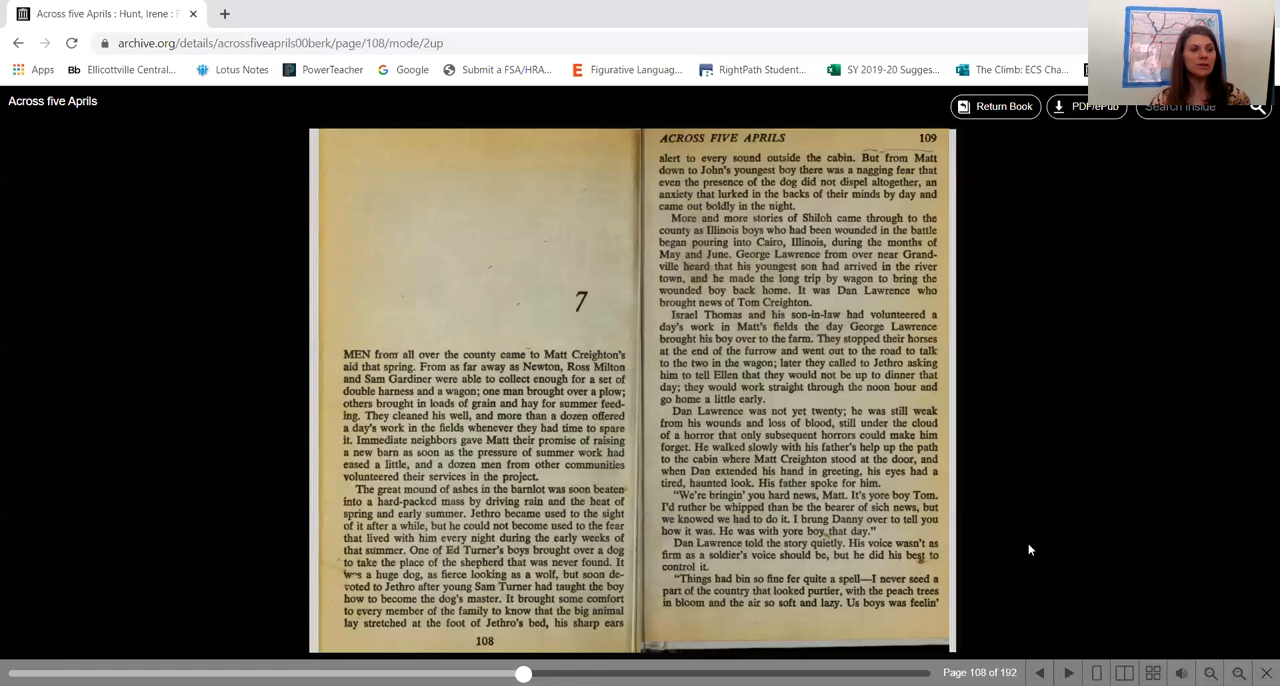 Across five Aprils : Hunt, Irene : F
archive.org/details/acrossfiveaprils00berk/page/108/mode/2up
Apps
Bb Ellicottville Central...
Lotus Notes
PowerTeacher
G Google
Submit a FSA/HRA...
E Figurative Languag...
RightPath Student...
SY 2019-20 Sugges...
The Climb: ECS Cha...
Across five Aprils
Return Book
PDF/ePub
Search inside
7
MEN from all over the county came to Matt Creighton's
aid that spring. From as far away as Newton, Ross Milton
and Sam Gardiner were able to collect enough for a set of
double harness and a wagon; one man brought over a plow;
others brought in loads of grain and hay for summer feed-
ing. They cleaned his well, and more than a dozen offered
a day's work in the fields whenever they had time to spare
it. Immediate neighbors gave Matt their promise of raising
a new barn as soon as the pressure of summer work had
eased a little, and a dozen men from other communities
volunteered their services in the project.
The great mound of ashes in the barnlot was soon beaten
into a hard-packed mass by driving rain and the heat of
spring and early summer. Jethro became used to the sight
of it after a while, but he could not become used to the fear
that lived with him every night during the early weeks of
that summer. One of Ed Turner's boys brought over a dog
to take the place of the shepherd that was never found. It
was a huge dog, as fierce looking as a wolf, but soon de-
voted to Jethro after young Sam Turner had taught the boy
how to become the dog's master. It brought some comfort
to every member of the family to know that the big animal
lay stretched at the foot of Jethro's bed, his sharp ears
108
ACROSS FIVE APRILS 109
alert to every sound outside the cabin. But from Matt
down to John's youngest boy there was a nagging fear that
even the presence of the dog did not dispel altogether, an
anxiety that lurked in the backs of their minds by day and
came out boldly in the night.
More and more stories of Shiloh came through to the
county as Illinois boys who had been wounded in the battle
began pouring into Cairo, Illinois, during the months of
May and June. George Lawrence from over near Grand-
ville heard that his youngest son had arrived in the river
town, and he made the long trip by wagon to bring the
wounded boy back home. It was Dan Lawrence who
brought news of Tom Creighton.
Israel Thomas and his son-in-law had volunteered a
day's work in Matt's fields the day George Lawrence
brought his boy over to the farm. They stopped their horses
at the end of the furrow and went out to the road to talk
to the two in the wagon; later they called to Jethro asking
him to tell Ellen that they would not be up to dinner that
day; they would work straight through the noon hour and
go home a little early.
Dan Lawrence was not yet twenty; he was still weak
from his wounds and loss of blood, still under the cloud
of a horror that only subsequent horrors could make him
forget. He walked slowly with his father's help up the path
to the cabin where Matt Creighton stood at the door, and
when Dan extended his hand in greeting, his eyes had a
tired, haunted look. His father spoke for him.
"We're bringin' you hard news, Matt. It's yore boy Tom.
I'd ruther be whipped than be the bearer of sich news, but
we knowed we had to do it. I brung Danny over to tell you
how it was. He was with yore boy that day."
Dan Lawrence told the story quietly. His voice wasn't as
firm as a soldier's voice should be, but he did his best to
control it.
"Things had bin so fine fer quite a spell—I never seed a
part of the country that looked purtier, with the peach trees
in bloom and the air so soft and lazy. Us boys was feelin'
Page 108 of 192